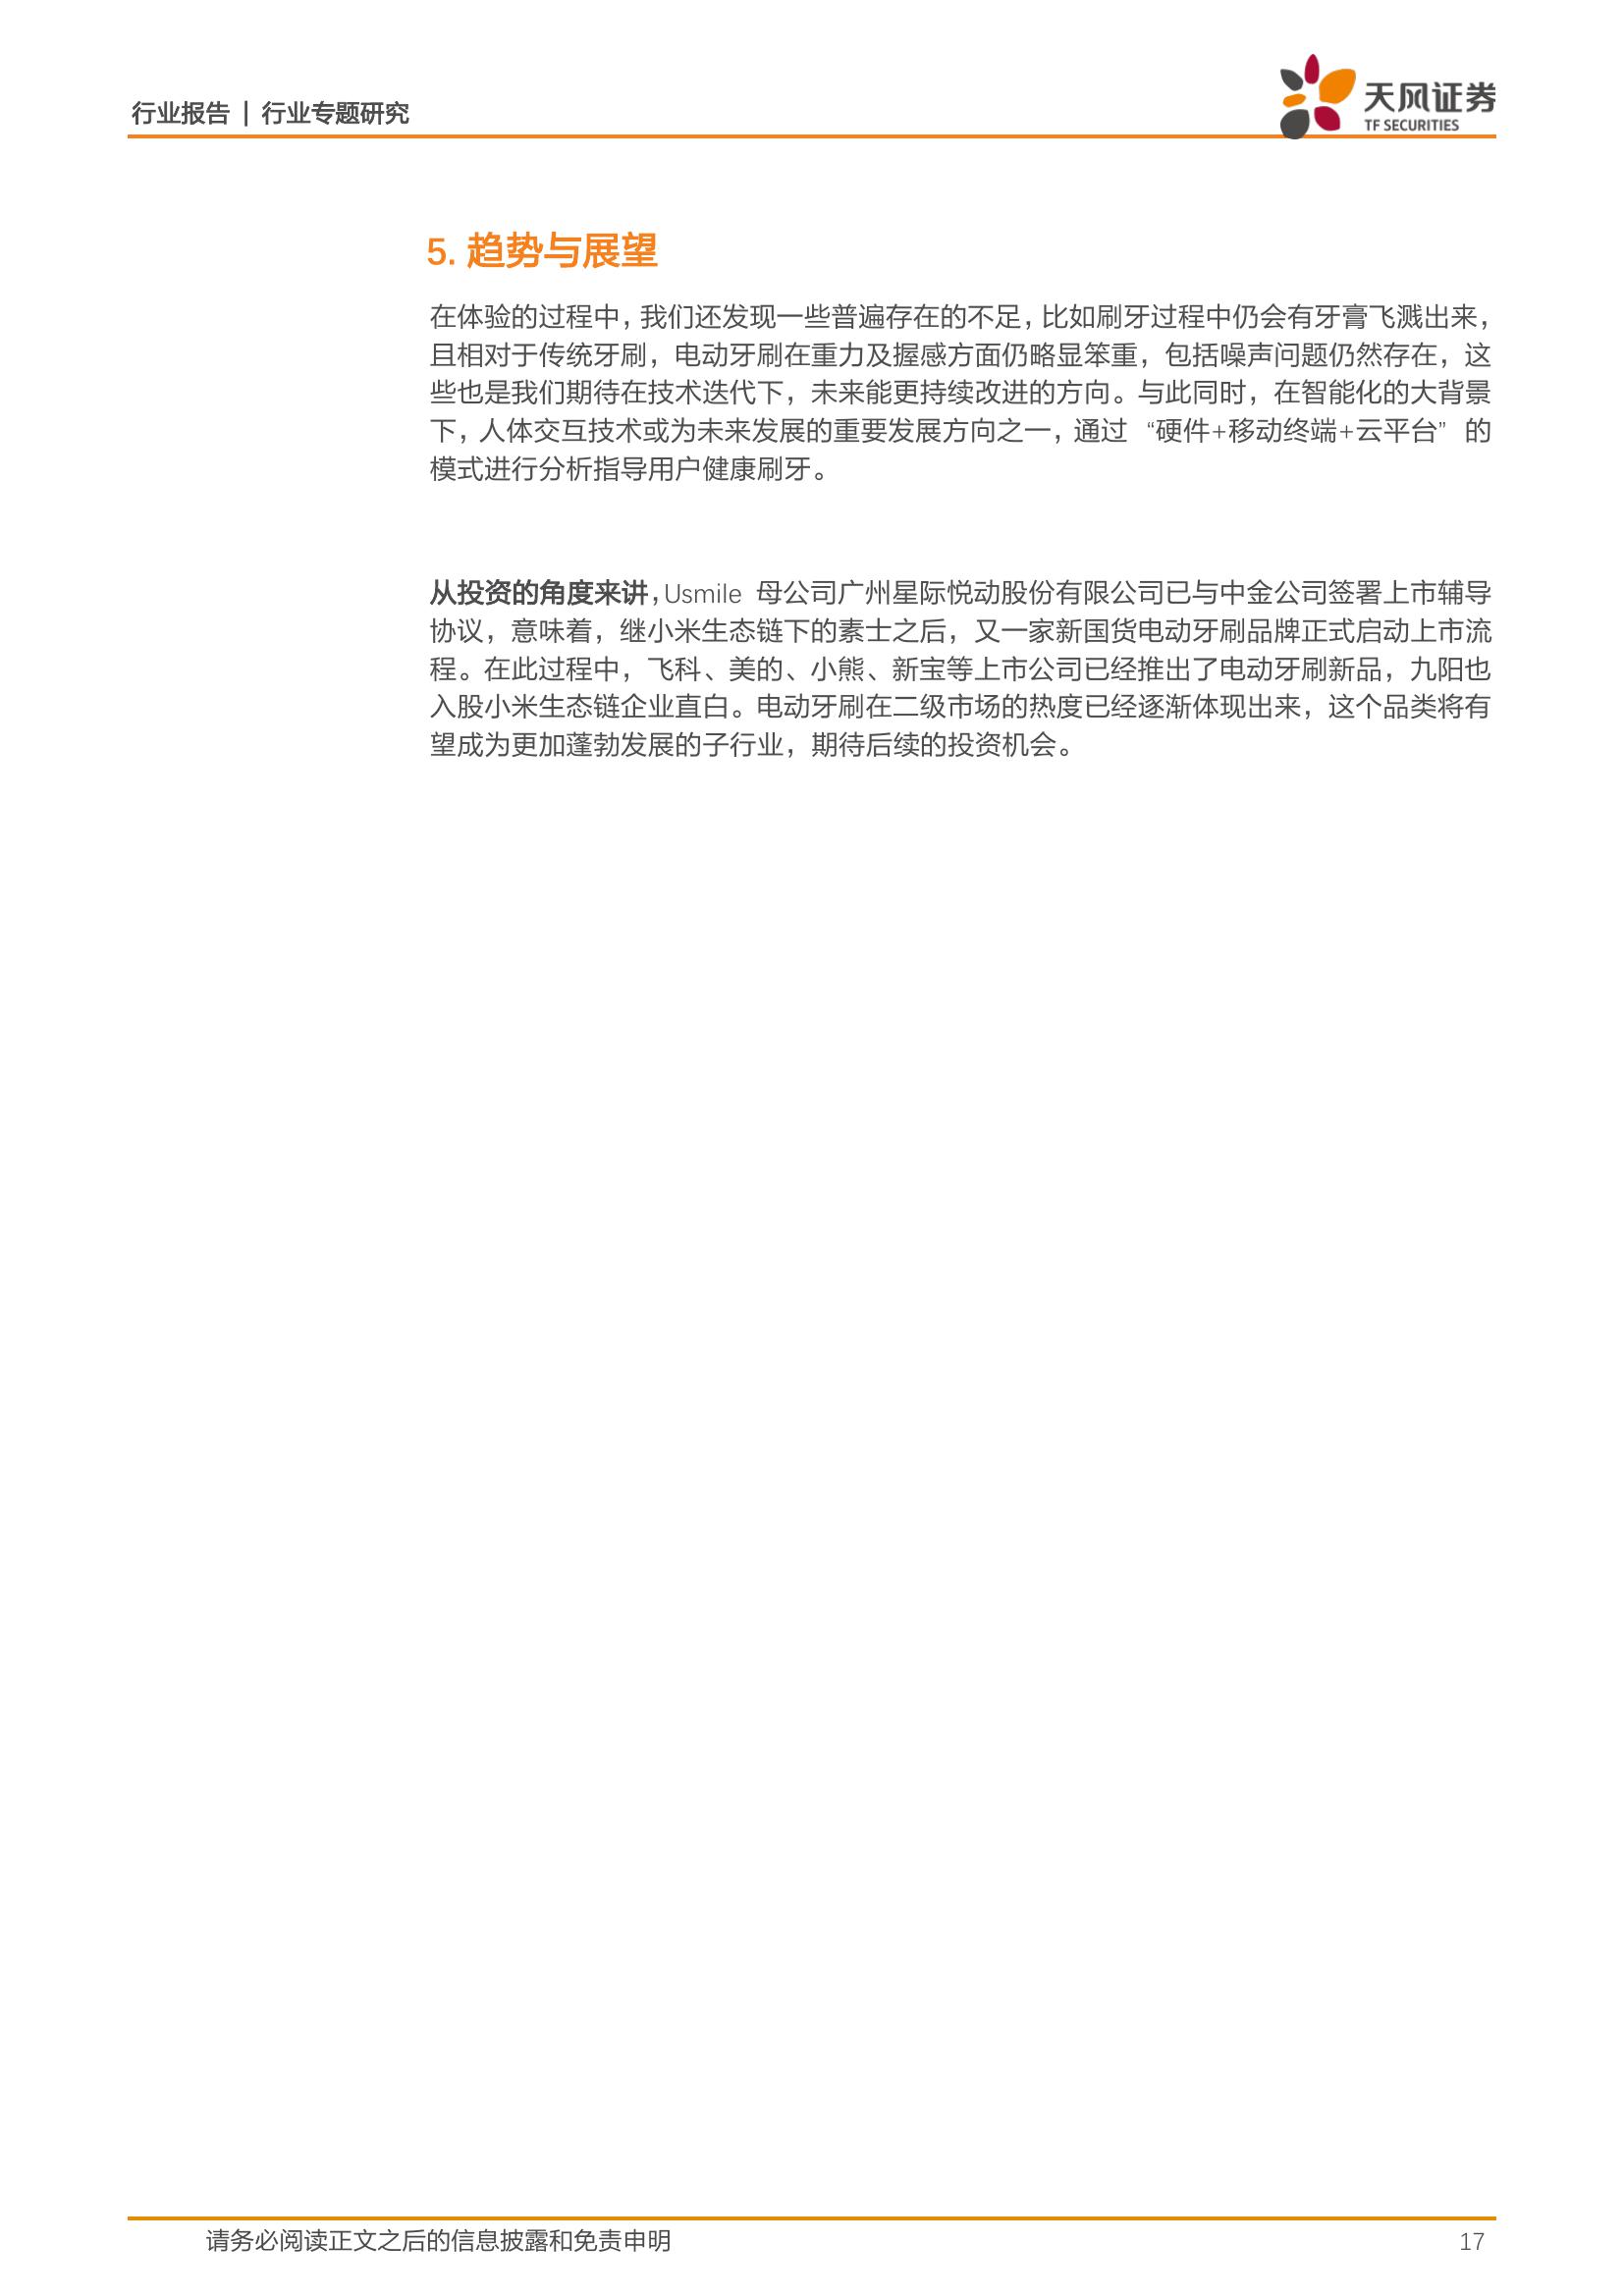 行业报告 | 行业专题研究
天风证券
TF SECURITIES
5. 趋势与展望
在体验的过程中，我们还发现一些普遍存在的不足，比如刷牙过程中仍会有牙膏飞溅出来，
且相对于传统牙刷，电动牙刷在重力及握感方面仍略显笨重，包括噪声问题仍然存在，这
些也是我们期待在技术迭代下，未来能更持续改进的方向。与此同时，在智能化的大背景
下，人体交互技术或为未来发展的重要发展方向之一，通过“硬件+移动终端+云平台”的
模式进行分析指导用户健康刷牙。
从投资的角度来讲，Usmile 母公司广州星际悦动股份有限公司已与中金公司签署上市辅导
协议，意味着，继小米生态链下的素士之后，又一家新国货电动牙刷品牌正式启动上市流
程。在此过程中，飞科、美的、小熊、新宝等上市公司已经推出了电动牙刷新品，九阳也
入股小米生态链企业直白。电动牙刷在二级市场的热度已经逐渐体现出来，这个品类将有
望成为更加蓬勃发展的子行业，期待后续的投资机会。
请务必阅读正文之后的信息披露和免责申明
17